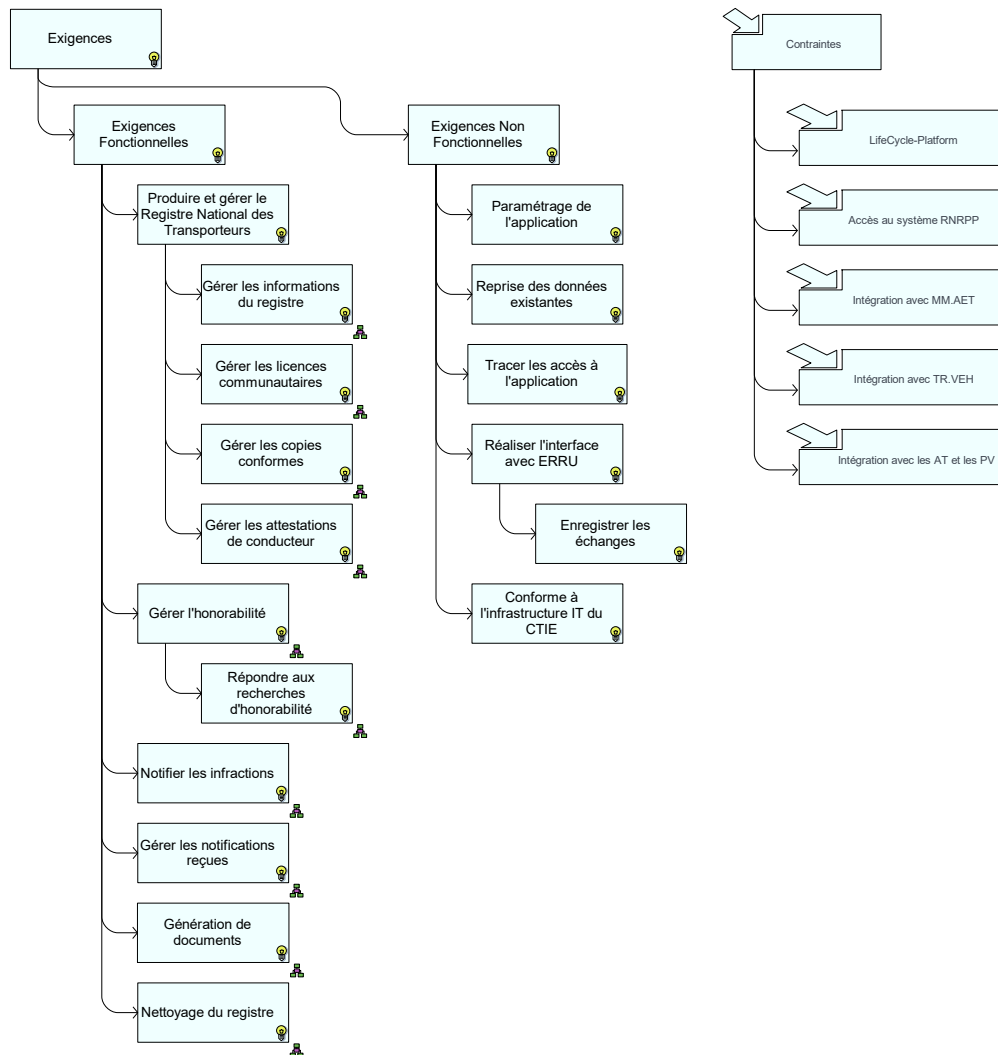 Exigences
Exigences
Fonctionnelles
Produire et gérer le
Registre National des
Transporteurs
Gérer les informations
du registre
Gérer les licences
communautaires
Gérer les copies
conformes
Gérer les attestations
de conducteur
Gérer l'honorabilité
Répondre aux
recherches
d'honorabilité
Notifier les infractions
Gérer les notifications
reçues
Génération de
documents
Nettoyage du registre
Exigences Non
Fonctionnelles
Paramétrage de
l'application
Reprise des données
existantes
Tracer les accès à
l'application
Réaliser l'interface
avec ERRU
Enregistrer les
échanges
Conforme à
l'infrastructure IT du
CTIE
Contraintes
LifeCycle-Platform
Accès au système RNRPP
Intégration avec MM.AET
Intégration avec TR.VEH
Intégration avec les AT et les PV